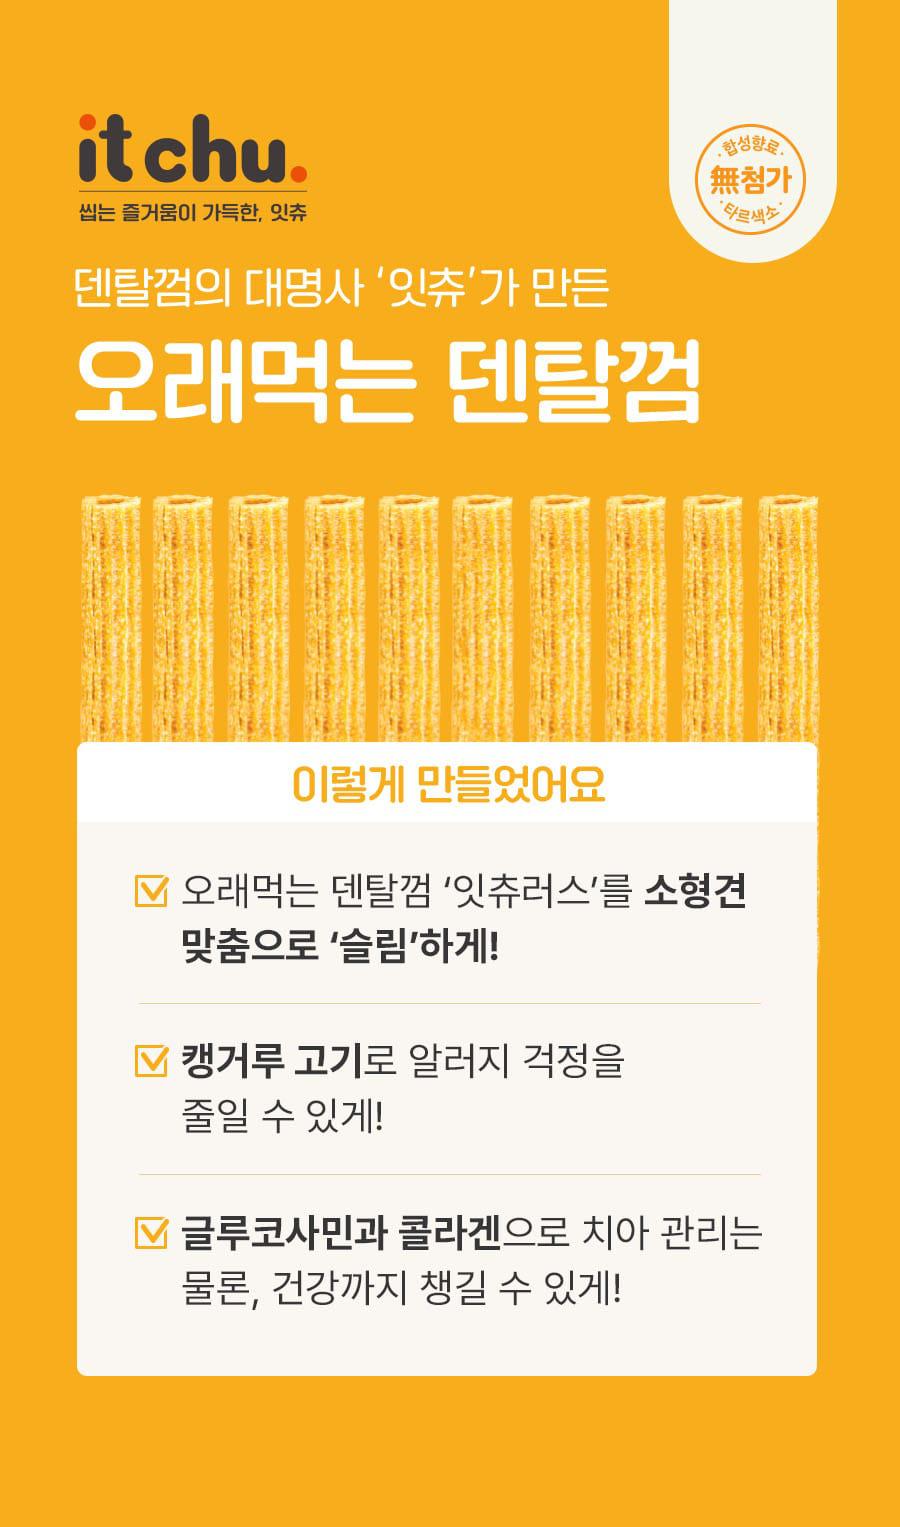 it chu.
씹는 즐거움이 가득한, 잇츄
·합성향료·
無첨가
·타르색소·
덴탈껌의 대명사 ‘잇츄’가 만든
오래먹는 덴탈껌
이렇게 만들었어요
오래먹는 덴탈껌 ‘잇츄러스’를 소형견
맞춤으로 ‘슬림’하게!
캥거루 고기로 알러지 걱정을
줄일 수 있게!
글루코사민과 콜라겐으로 치아 관리는
물론, 건강까지 챙길 수 있게!